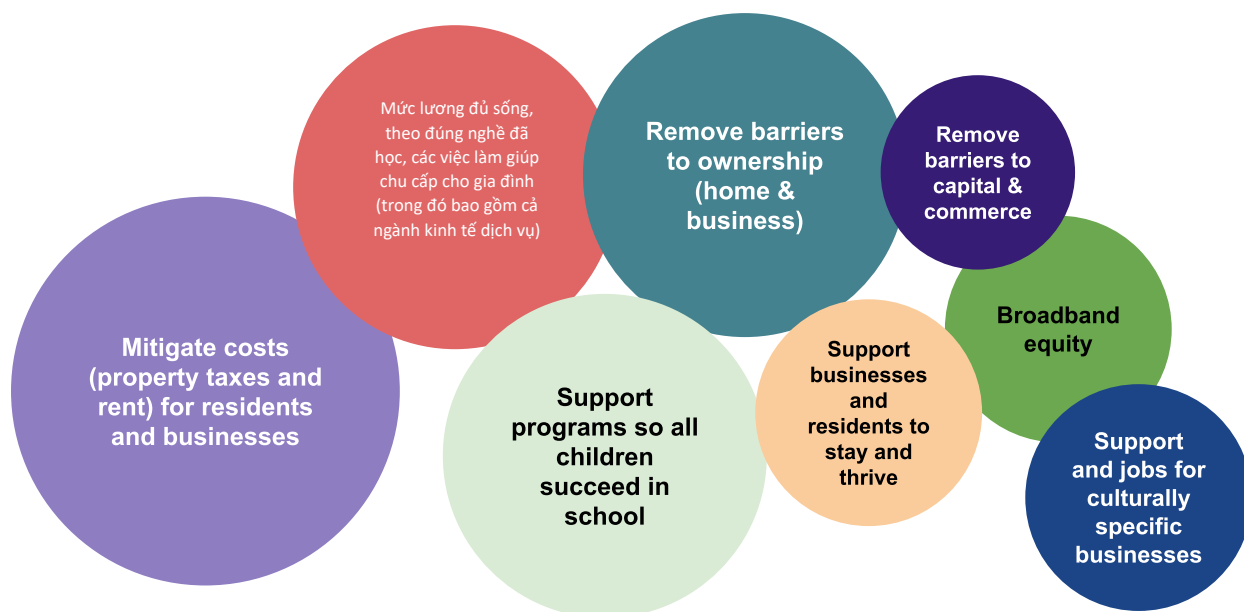 Mitigate costs
(property taxes and
rent) for residents
and businesses
Mức lương đủ sống,
theo đúng nghề đã
học, các việc làm giúp
chu cấp cho gia đình
(trong đó bao gồm cả
ngành kinh tế dịch vụ)
Remove barriers
to ownership
(home &
business)
Remove
barriers to
capital &
commerce
Support
programs so all
children
succeed in
school
Support
businesses
and
residents to
stay and
thrive
Broadband
equity
Support
and jobs for
culturally
specific
businesses